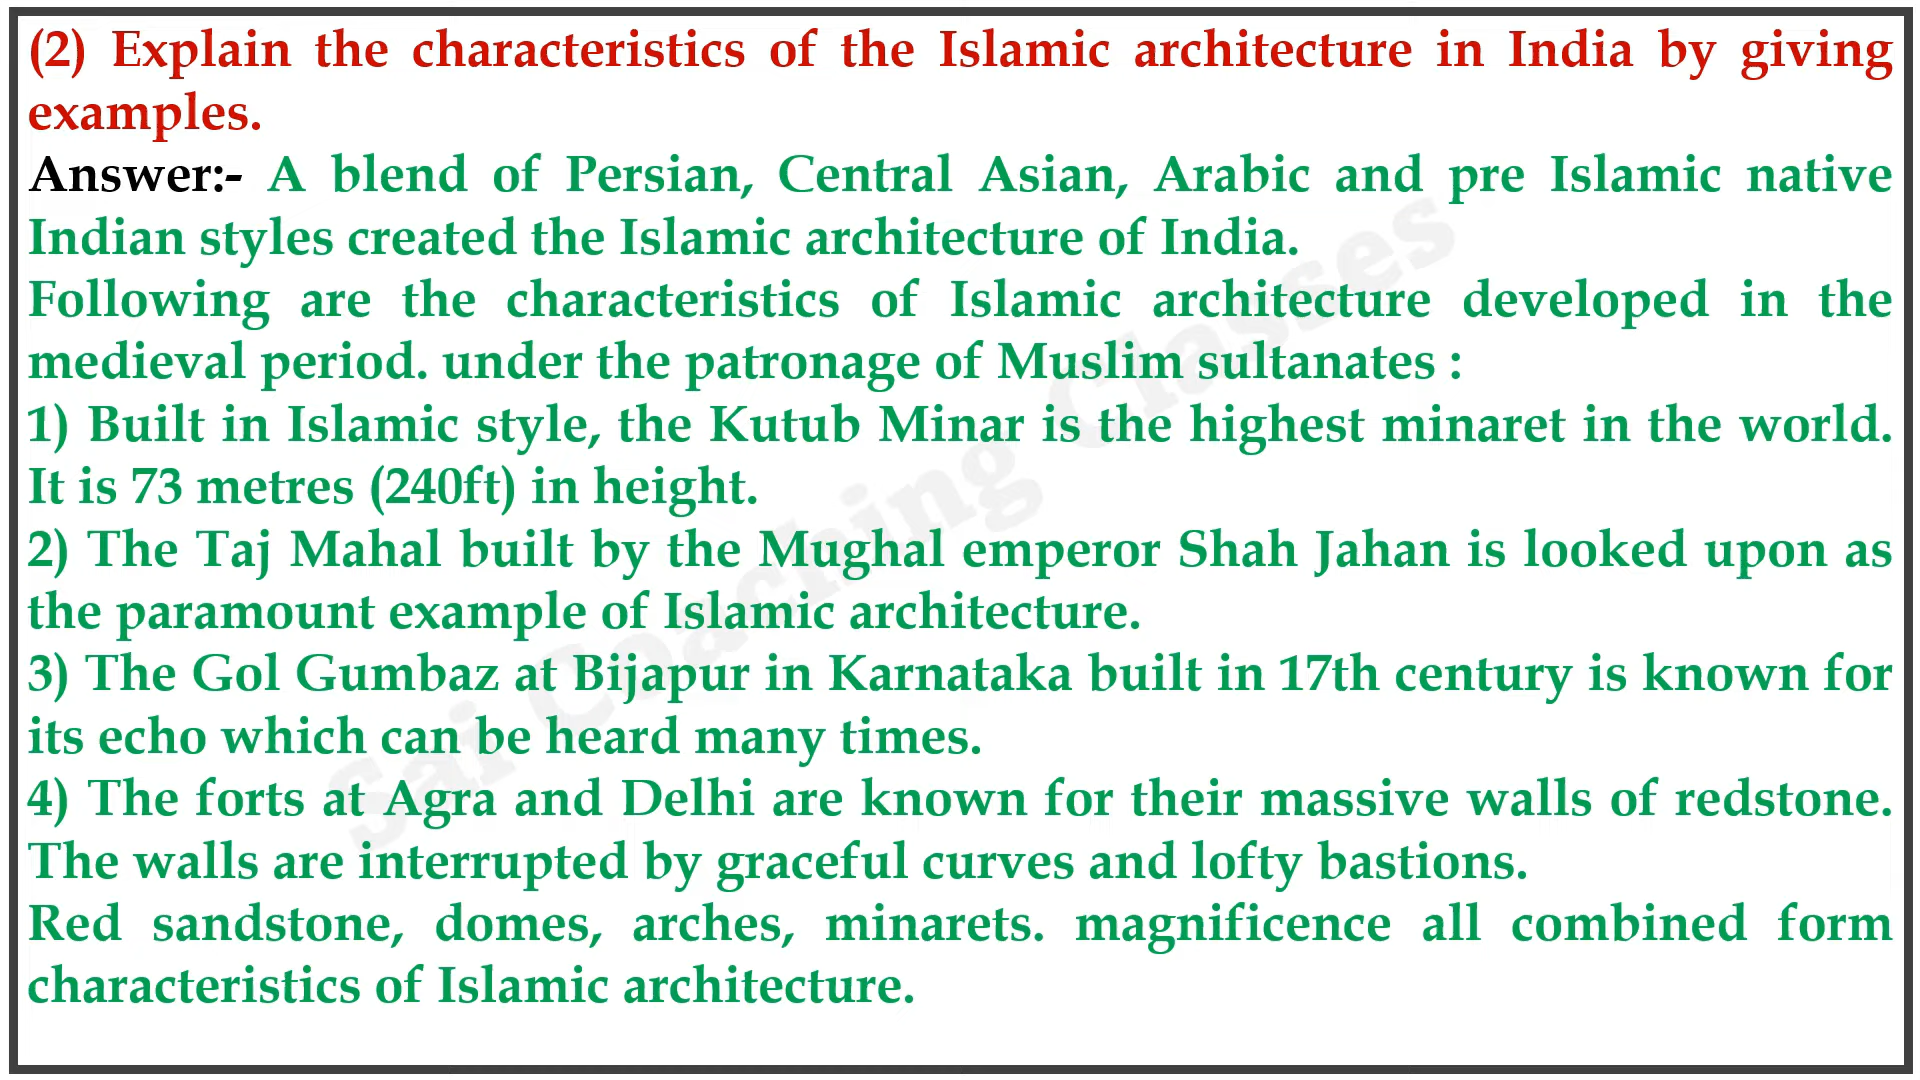 (2) Explain the characteristics of the Islamic architecture in India by giving
examples.
Answer:- A blend of Persian, Central Asian, Arabic and pre Islamic native
Indian styles created the Islamic architecture of India.
Following are the characteristics of Islamic architecture developed in the
medieval period. under the patronage of Muslim sultanates :
1) Built in Islamic style, the Kutub Minar is the highest minaret in the world.
It is 73 metres (240ft) in height.
2) The Taj Mahal built by the Mughal emperor Shah Jahan is looked upon as
the paramount example of Islamic architecture.
3) The Gol Gumbaz at Bijapur in Karnataka built in 17th century is known for
its echo which can be heard many times.
4) The forts at Agra and Delhi are known for their massive walls of redstone.
The walls are interrupted by graceful curves and lofty bastions.
Red sandstone, domes, arches, minarets. magnificence all combined form
characteristics of Islamic architecture.
Sai Coaching Classes